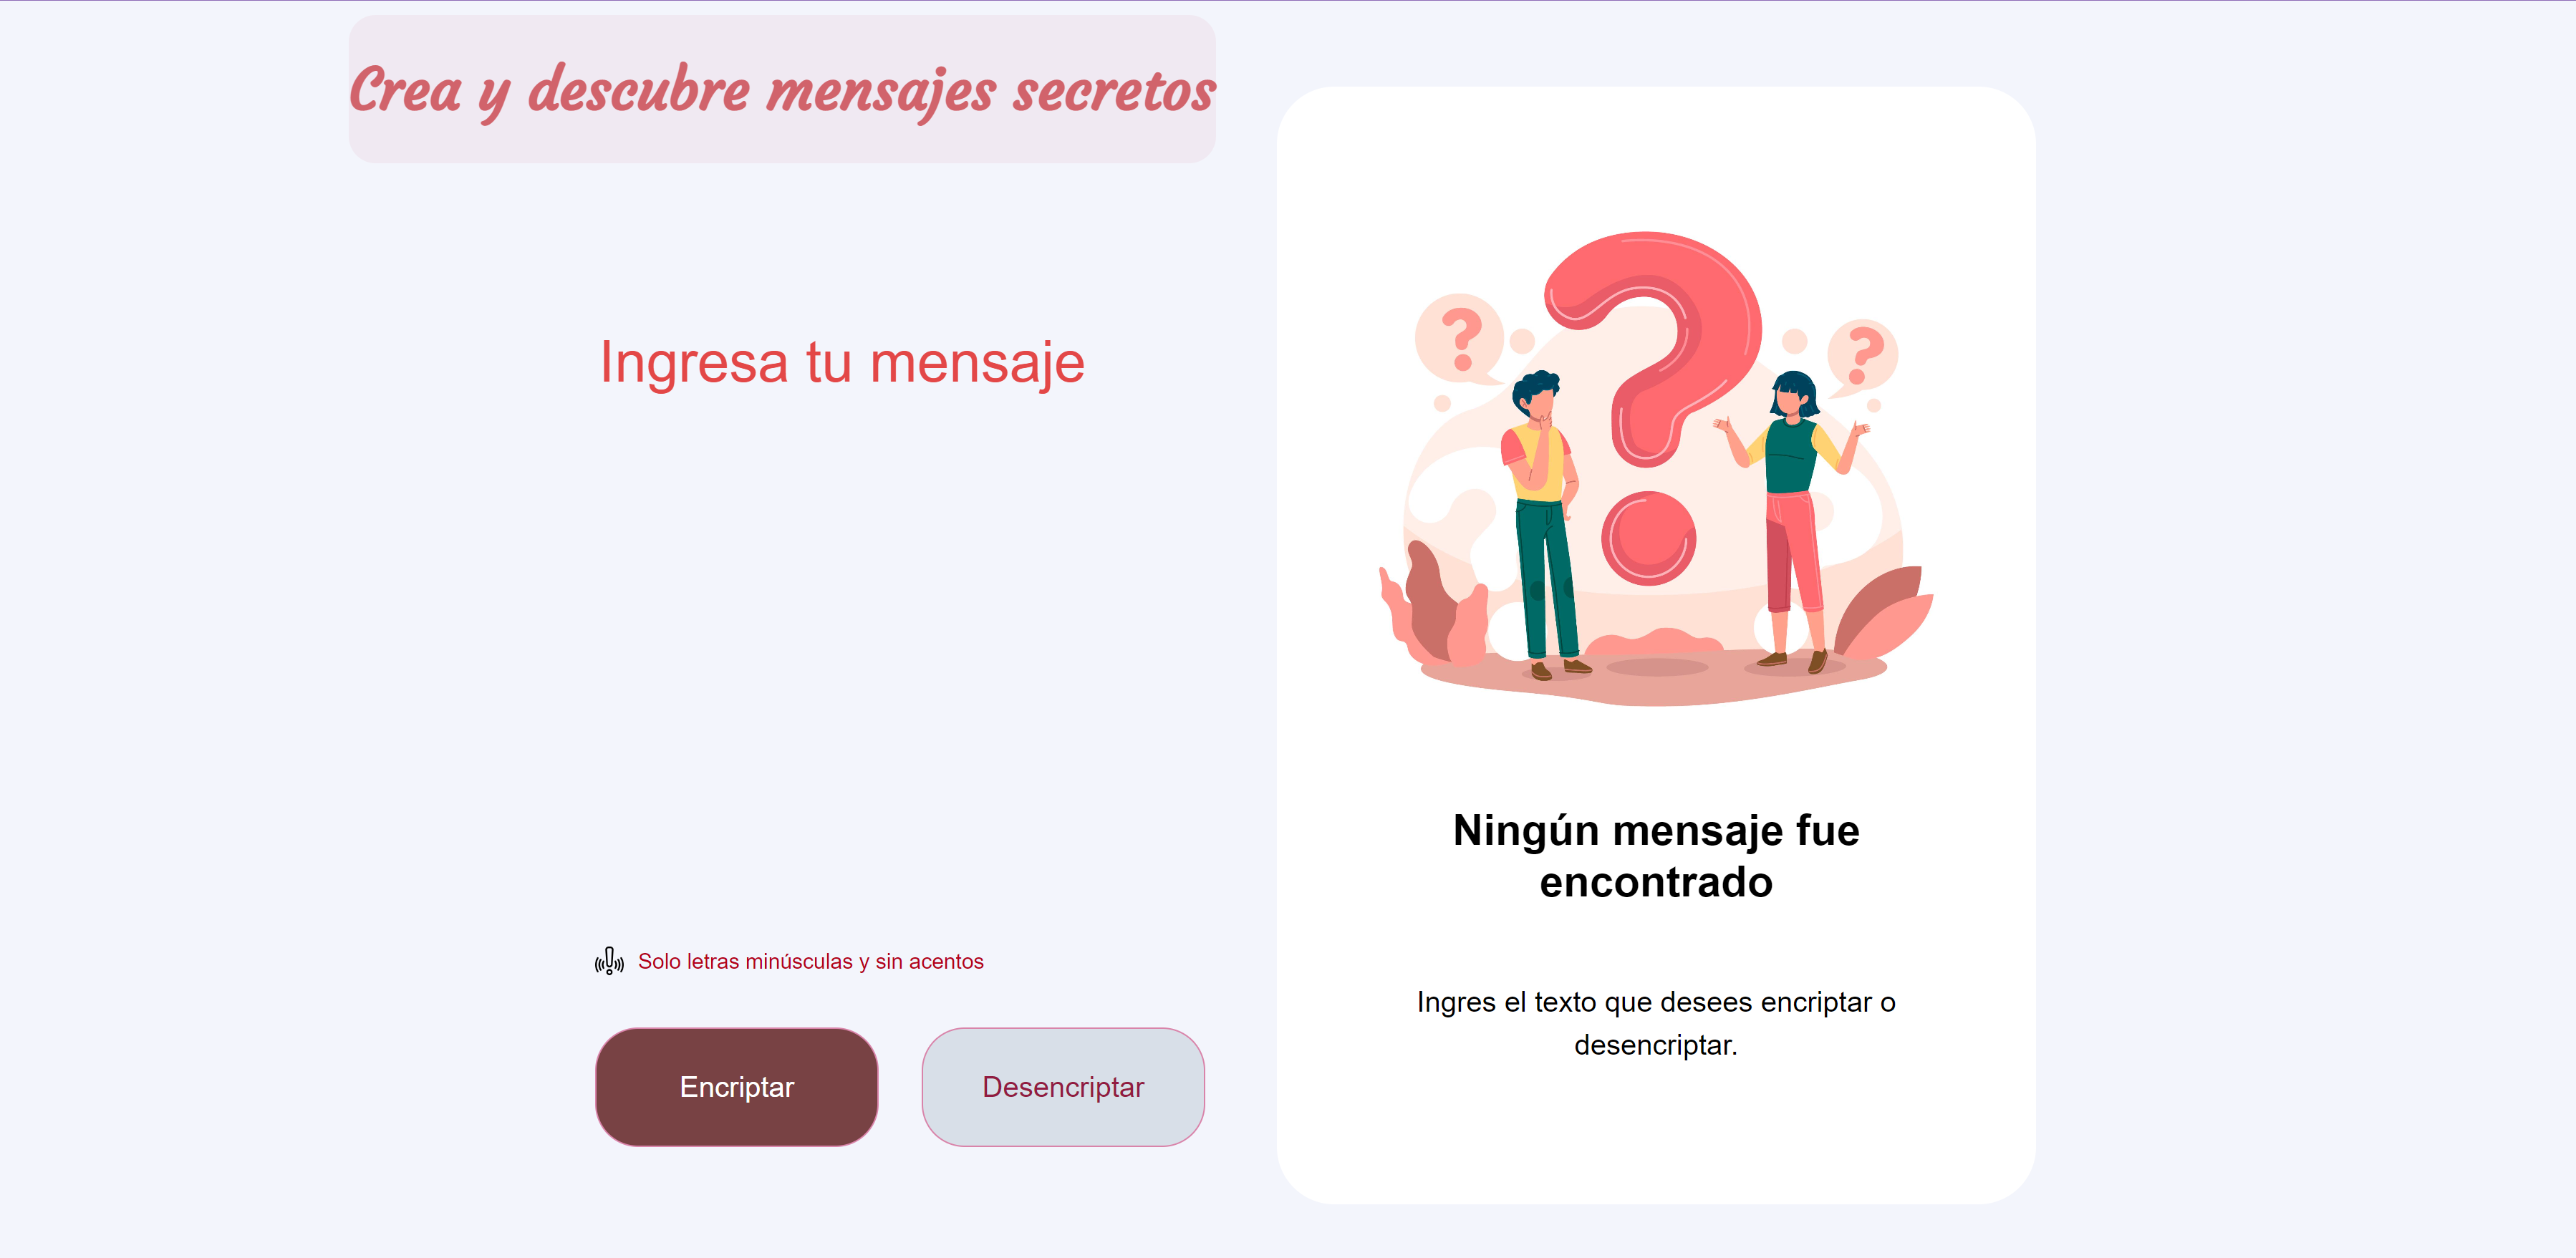 Crea y descubre mensajes secretos
Ingresa tu mensaje
Solo letras minúsculas y sin acentos
Encriptar
Desencriptar
? ? ?
Ningún mensaje fue
encontrado
Ingres el texto que desees encriptar o
desencriptar.